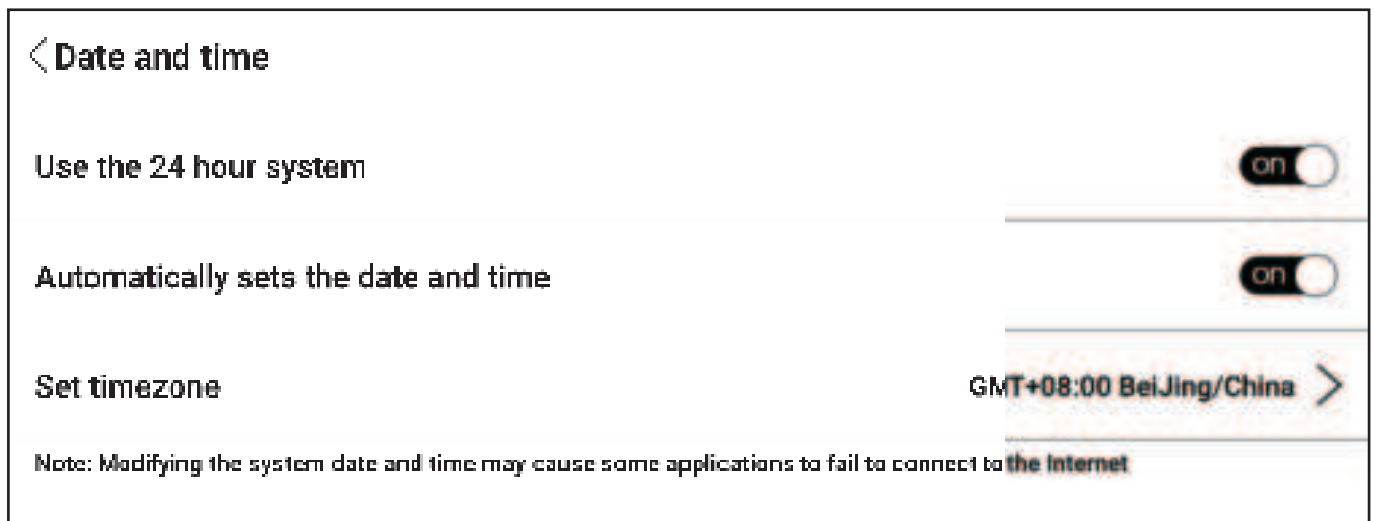 Date and time
Use the 24 hour system on
Automatically sets the date and time on
Set timezone GMT+08:00 BeiJing/China
Note: Modifying the system date and time may cause some applications to fail to connect to the Internet